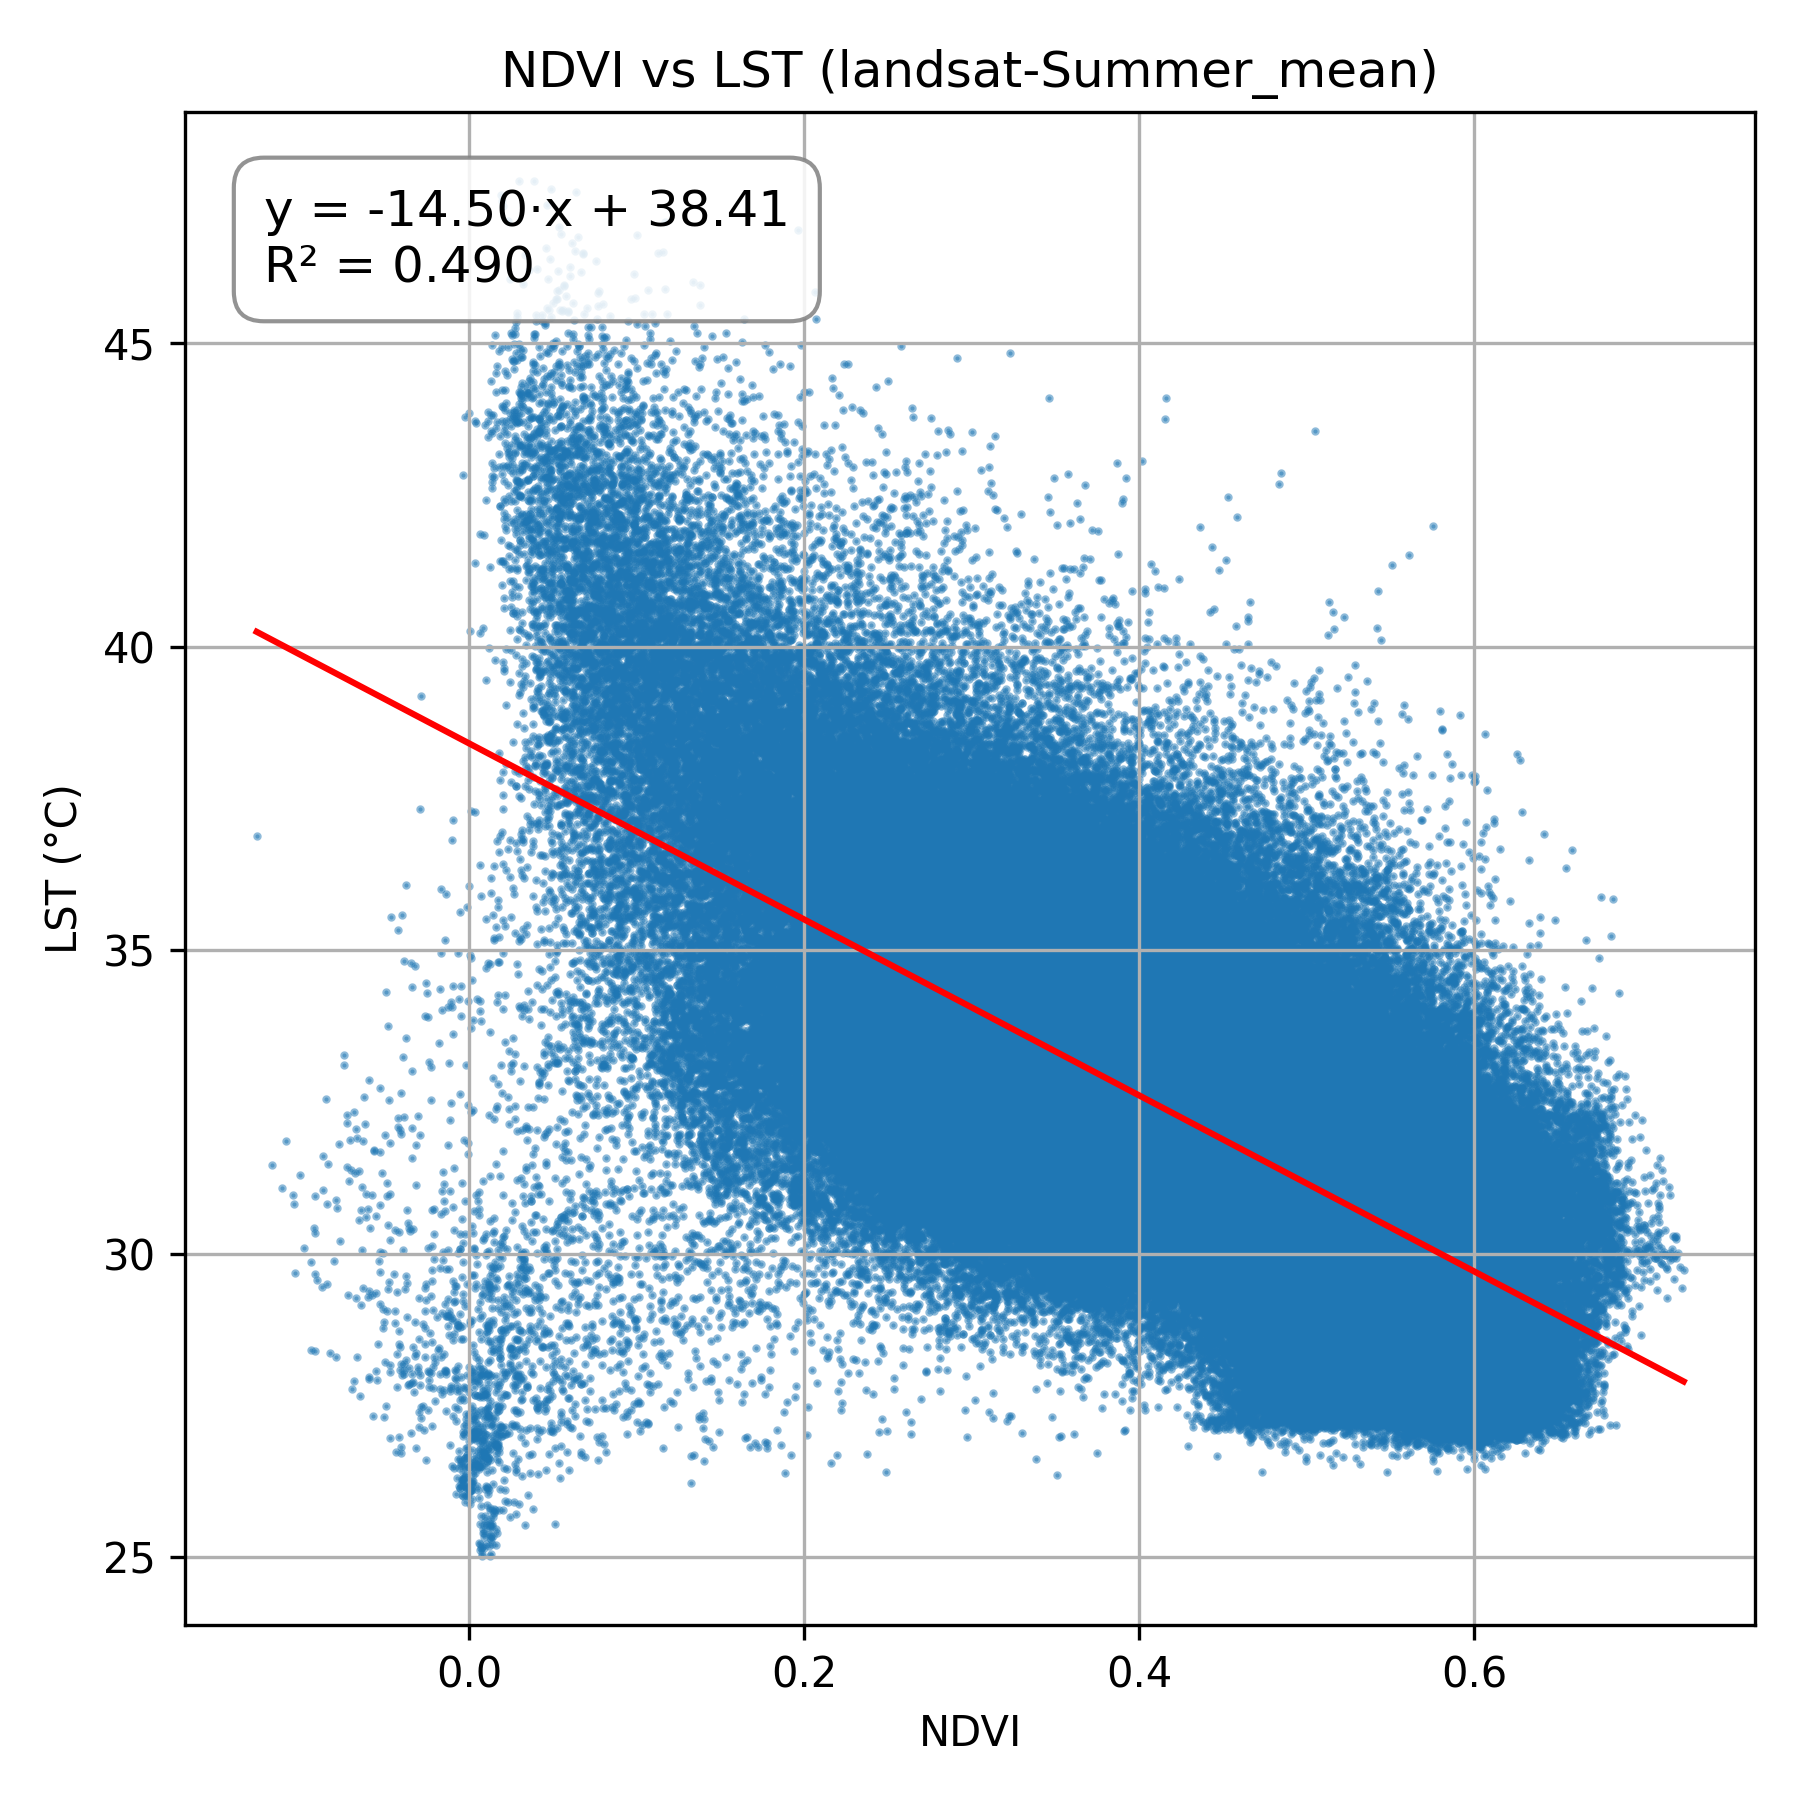 NDVI vs LST (landsat-Summer_mean)
y = -14.50·x + 38.41
R² = 0.490
45
40
35
30
25
LST (°C)
0.0 0.2 0.4 0.6
NDVI